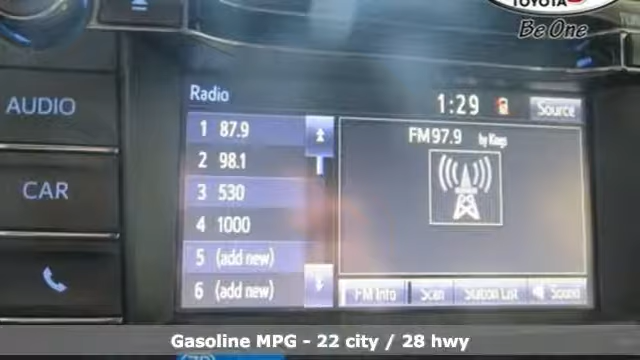 TOYOTA
Be One
AUDIO
CAR
Radio
1:29
Source
1 87.9
2 98.1
3 530
4 1000
5 (add new)
6 (add new)
FM 97.9
FM Info
Scan
Station List
Sound
Gasoline MPG - 22 city / 28 hwy